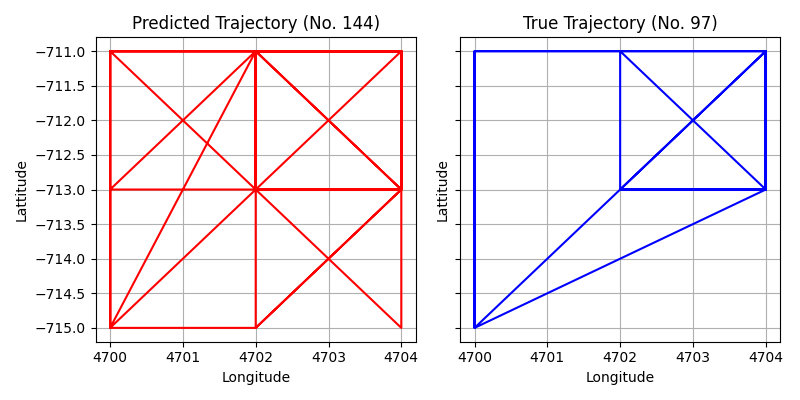 Predicted Trajectory (No. 144)
−711.0
−711.5
−712.0
−712.5
−713.0
−713.5
−714.0
−714.5
−715.0
Lattitude
4700 4701 4702 4703 4704
Longitude
True Trajectory (No. 97)
Lattitude
4700 4701 4702 4703 4704
Longitude